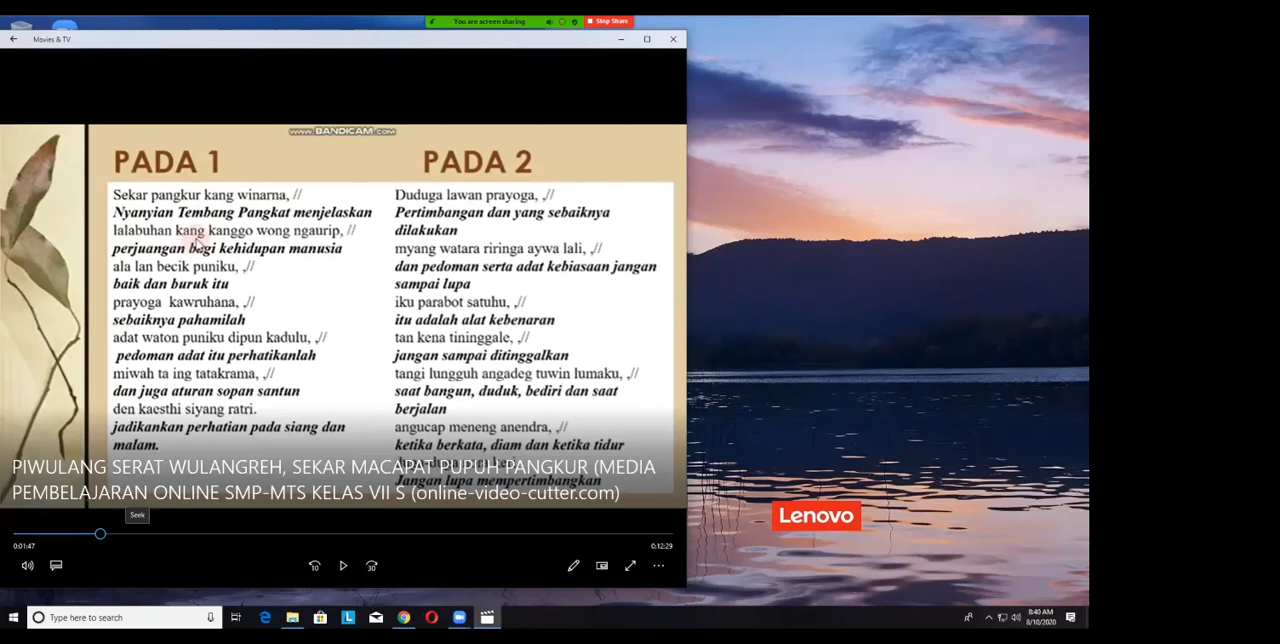 You are screen sharing
Stop Share
Movies & TV
WWW.BANDICAM.COM
PADA 1
Sekar pangkur kang winarna, //
Nyanyian Tembang Pangkat menjelaskan
lalabuhan kang kanggo wong ngaurip, //
perjuangan bagi kehidupan manusia
ala lan becik puniku, ,//
baik dan buruk itu
prayoga kawruhana, ,//
sebaiknya pahamilah
adat waton puniku dipun kadulu, ,//
pedoman adat itu perhatikanlah
miwah ta ing tatakrama, ,//
dan juga aturan sopan santun
den kaesthi siyang ratri.
jadikankan perhatian pada siang dan
malam.
PADA 2
Duduga lawan prayoga, ,//
Pertimbangan dan yang sebaiknya
dilakukan
myang watara riringa aywa lali, ,//
dan pedoman serta adat kebiasaan jangan
sampai lupa
iku parabot satuhu, ,//
itu adalah alat kebenaran
tan kena tininggale, ,//
jangan sampai ditinggalkan
tangi lungguh angadeg tuwin lumaku, ,//
saat bangun, duduk, bediri dan saat
berjalan
angucap meneng anendra, ,//
ketika berkata, diam dan ketika tidur
Jangan lupa mempertimbangkan
PIWULANG SERAT WULANGREH, SEKAR MACAPAT PUPUH PANGKUR (MEDIA
PEMBELAJARAN ONLINE SMP-MTS KELAS VII S (online-video-cutter.com)
Seek
0:01:47
0:12:29
10
30
Lenovo
Type here to search
8:40 AM
8/10/2020